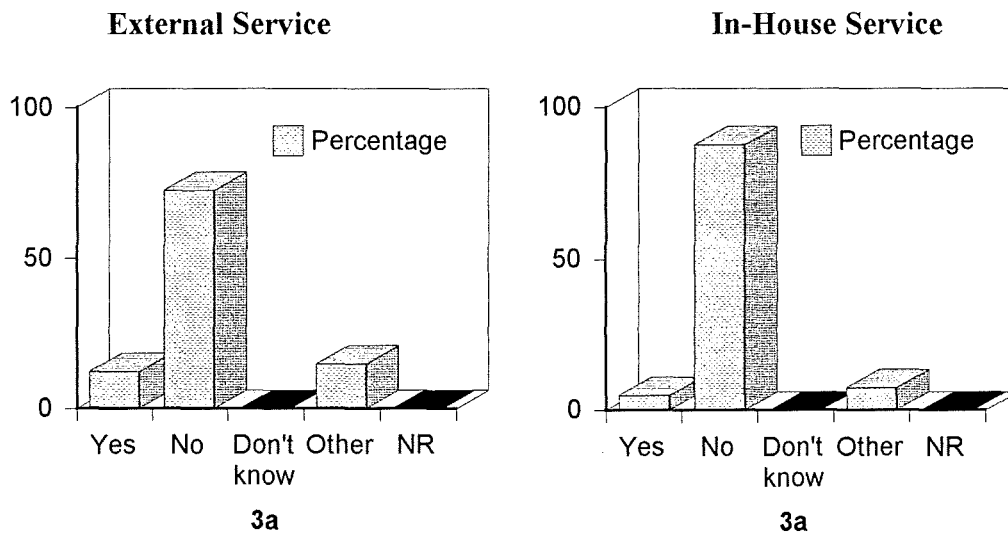 External Service
100
Percentage
50
0
Yes No Don't know Other NR
3a
In-House Service
100
Percentage
50
0
Yes No Don't know Other NR
3a